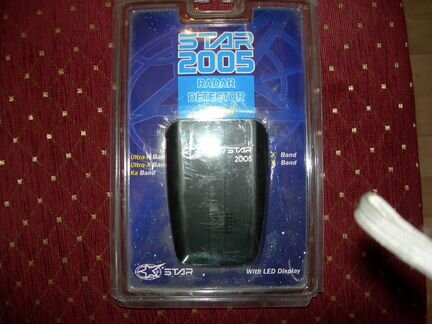 STAR
2005
RADAR
DETECTOR
STAR
2005
Ultra-X Band
Ka Band
X Band
Band
STAR
With LED Display